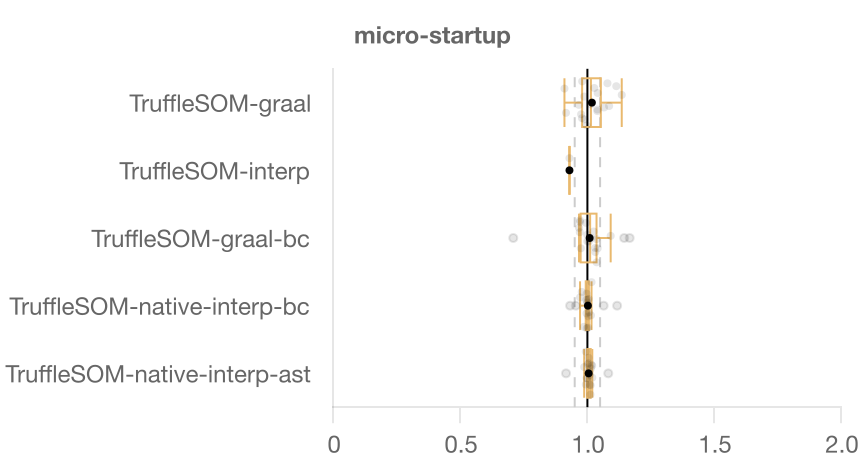 micro-startup
TruffleSOM-graal
TruffleSOM-interp
TruffleSOM-graal-bc
TruffleSOM-native-interp-bc
TruffleSOM-native-interp-ast
0 0.5 1.0 1.5 2.0